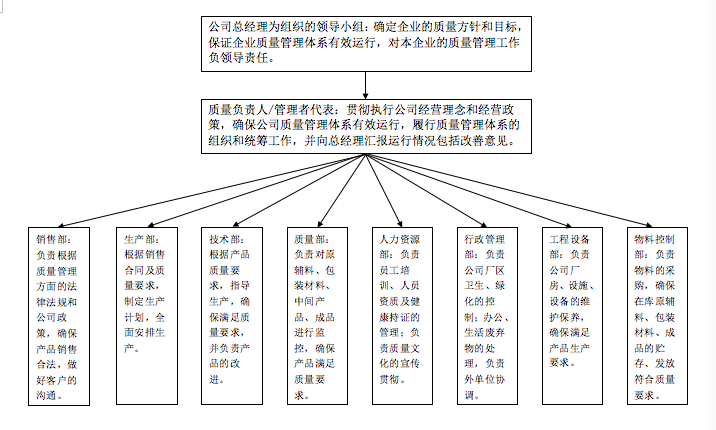 公司总经理为组织的领导小组：确定企业的质量方针和目标，
保证企业质量管理体系有效运行，对本企业的质量管理工作
负领导责任。
质量负责人/管理者代表：贯彻执行公司经营理念和经营政
策，确保公司质量管理体系有效运行，履行质量管理体系的
组织和统筹工作，并向总经理汇报运行情况包括改善意见。
销售部：
负责根据
质量管理
方面的法
律法规和
公司政
策，确保
产品销售
合法，做
好客户的
沟通。
生产部：
根据销售
合同及质
量要求，
制定生产
计划，全
面安排生
产。
技术部：
根据产品
质量要
求，指导
生产，确
保满足质
量要求，
并负责产
品的改
进。
质量部：
负责对原
辅料、包
装材料、
中间产
品、成品
进行监
控，确保
产品满足
质量要
求。
人力资源
部：负责
员工培
训、人员
资质及健
康持证的
管理；负
责质量文
化的宣传
贯彻。
行政管理
部：负责
公司厂区
卫生、绿
化的控
制；办公、
生活废弃
物的处
理，负责
外单位协
调。
工程设备
部：负责
公司厂
房、设施、
设备的维
护保养，
确保满足
产品生产
要求。
物料控制
部：负责
物料的采
购，确保
在库原辅
料、包装
材料、成
品的贮
存、发放
符合质量
要求。